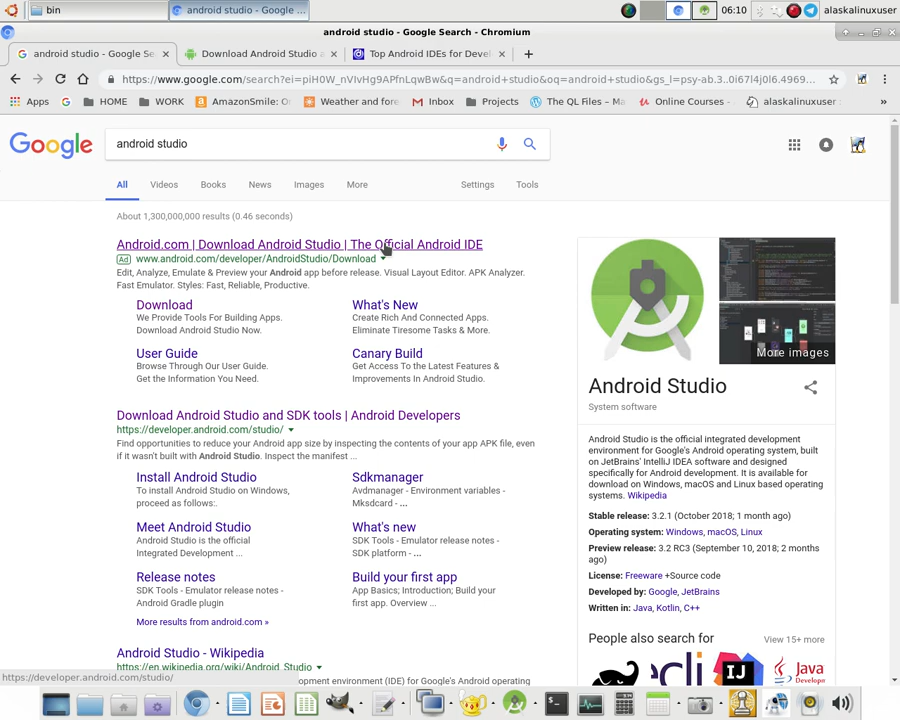 bin
android studio - Google ...
06:10
alaskalinuxuser
android studio - Google Search - Chromium
android studio - Google Se
Download Android Studio a
Top Android IDEs for Devel
https://www.google.com/search?ei=piH0W_nVIvHg9APfnLqwBw&q=android+studio&oq=android+studio&gs_l=psy-ab.3..0i67l4j0l6.4969...
Apps
HOME
WORK
AmazonSmile: O
Weather and fore
Inbox
Projects
The QL Files – Ma
Online Courses -
alaskalinuxuser
»
Google
android studio
All
Videos
Books
News
Images
More
Settings
Tools
About 1,300,000,000 results (0.46 seconds)
Android.com | Download Android Studio | The Official Android IDE
Ad www.android.com/developer/AndroidStudio/Download
Edit, Analyze, Emulate & Preview your Android app before release. Visual Layout Editor. APK Analyzer.
Fast Emulator. Styles: Fast, Reliable, Productive.
Download
We Provide Tools For Building Apps.
Download Android Studio Now.
What's New
Create Rich And Connected Apps.
Eliminate Tiresome Tasks & More.
User Guide
Browse Through Our User Guide.
Get the Information You Need.
Canary Build
Get Access To the Latest Features &
Improvements In Android Studio.
Download Android Studio and SDK tools | Android Developers
https://developer.android.com/studio/
Find opportunities to reduce your Android app size by inspecting the contents of your app APK file, even
if it wasn't built with Android Studio. Inspect the manifest ...
Install Android Studio
To install Android Studio on Windows,
proceed as follows:.
Sdkmanager
Avdmanager - Environment variables -
Mksdcard - ...
Meet Android Studio
Android Studio is the official
Integrated Development ...
What's new
SDK Tools - Emulator release notes -
SDK platform - ...
Release notes
SDK Tools - Emulator release notes -
Android Gradle plugin
Build your first app
App Basics; Introduction; Build your
first app. Overview ...
More results from android.com »
Android Studio - Wikipedia
https://en.wikipedia.org/wiki/Android_Studio
opment environment (IDE) for Google's Android operating
https://developer.android.com/studio/
More images
Android Studio
System software
Android Studio is the official integrated development
environment for Google's Android operating system, built
on JetBrains' IntelliJ IDEA software and designed
specifically for Android development. It is available for
download on Windows, macOS and Linux based operating
systems. Wikipedia
Stable release: 3.2.1 (October 2018; 1 month ago)
Operating system: Windows, macOS, Linux
Preview release: 3.2 RC3 (September 10, 2018; 2 months
ago)
License: Freeware +Source code
Developed by: Google, JetBrains
Written in: Java, Kotlin, C++
People also search for
View 15+ more
IJ
Java